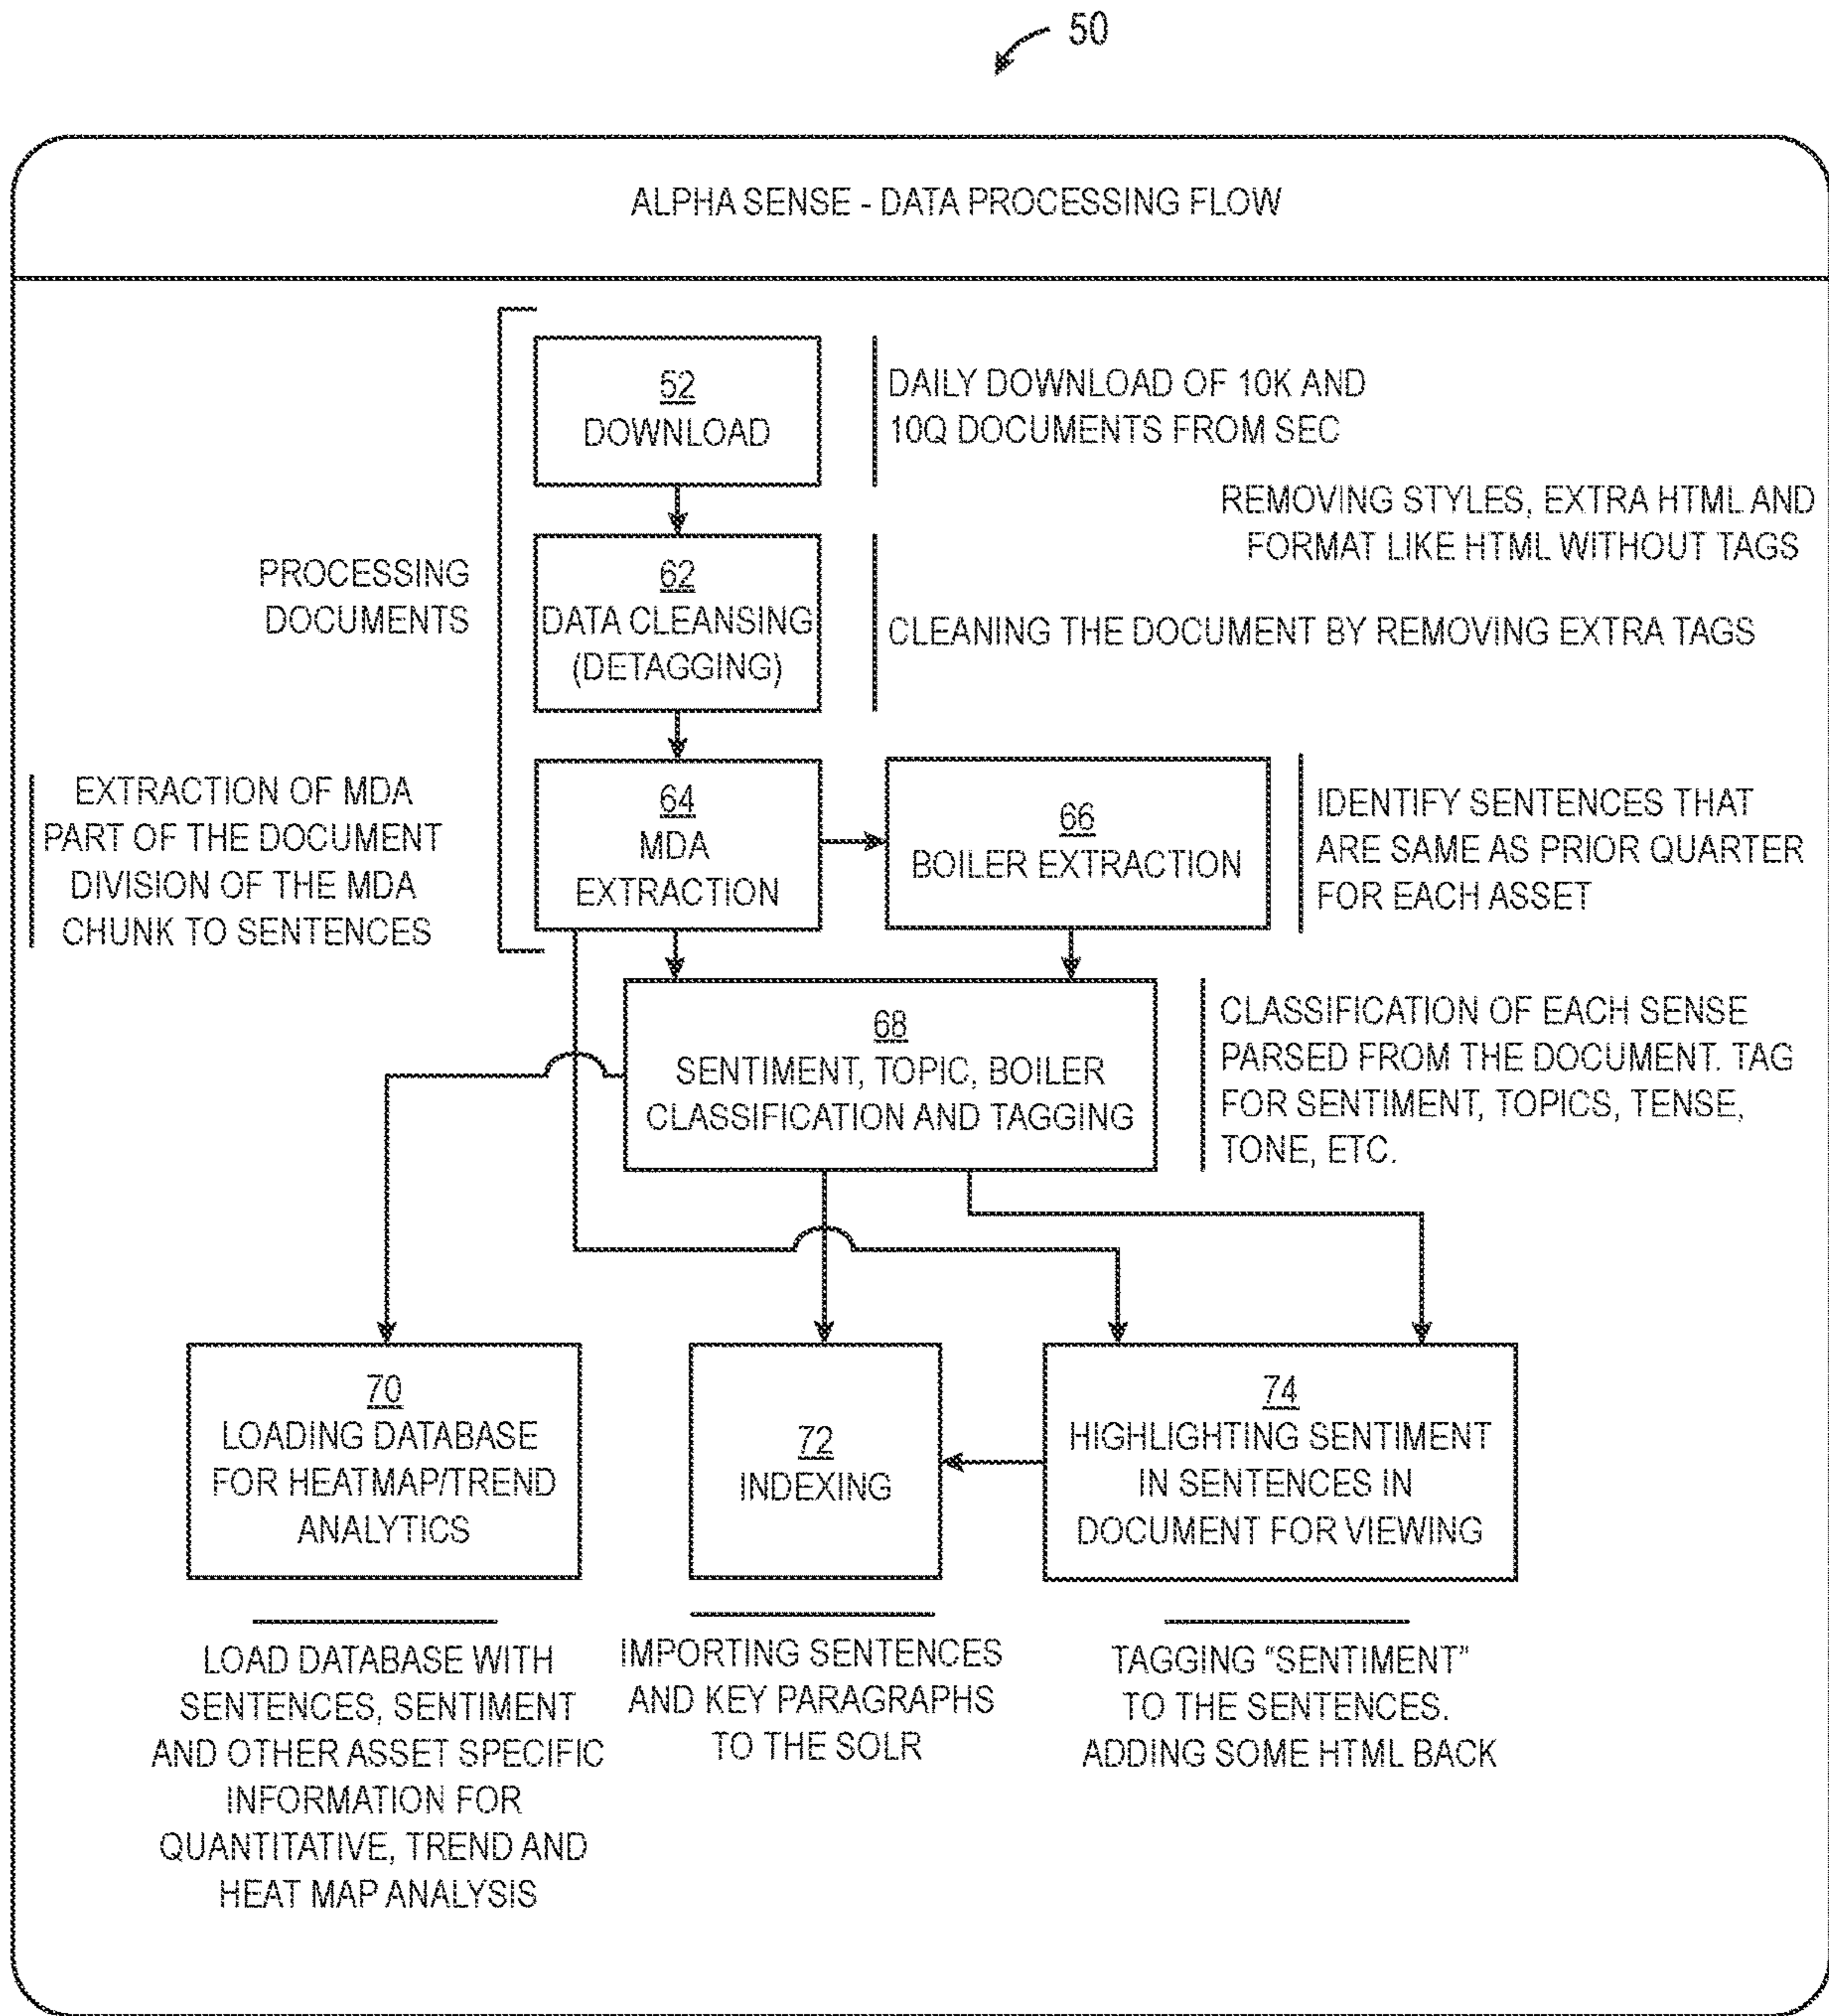 50
ALPHA SENSE - DATA PROCESSING FLOW
52
DOWNLOAD
DAILY DOWNLOAD OF 10K AND
10Q DOCUMENTS FROM SEC
REMOVING STYLES, EXTRA HTML AND
FORMAT LIKE HTML WITHOUT TAGS
PROCESSING
DOCUMENTS
62
DATA CLEANSING
(DETAGGING)
CLEANING THE DOCUMENT BY REMOVING EXTRA TAGS
EXTRACTION OF MDA
PART OF THE DOCUMENT
DIVISION OF THE MDA
CHUNK TO SENTENCES
64
MDA
EXTRACTION
66
BOILER EXTRACTION
IDENTIFY SENTENCES THAT
ARE SAME AS PRIOR QUARTER
FOR EACH ASSET
68
SENTIMENT, TOPIC, BOILER
CLASSIFICATION AND TAGGING
CLASSIFICATION OF EACH SENSE
PARSED FROM THE DOCUMENT. TAG
FOR SENTIMENT, TOPICS, TENSE,
TONE, ETC.
70
LOADING DATABASE
FOR HEATMAP/TREND
ANALYTICS
72
INDEXING
74
HIGHLIGHTING SENTIMENT
IN SENTENCES IN
DOCUMENT FOR VIEWING
LOAD DATABASE WITH
SENTENCES, SENTIMENT
AND OTHER ASSET SPECIFIC
INFORMATION FOR
QUANTITATIVE, TREND AND
HEAT MAP ANALYSIS
IMPORTING SENTENCES
AND KEY PARAGRAPHS
TO THE SOLR
TAGGING “SENTIMENT”
TO THE SENTENCES.
ADDING SOME HTML BACK